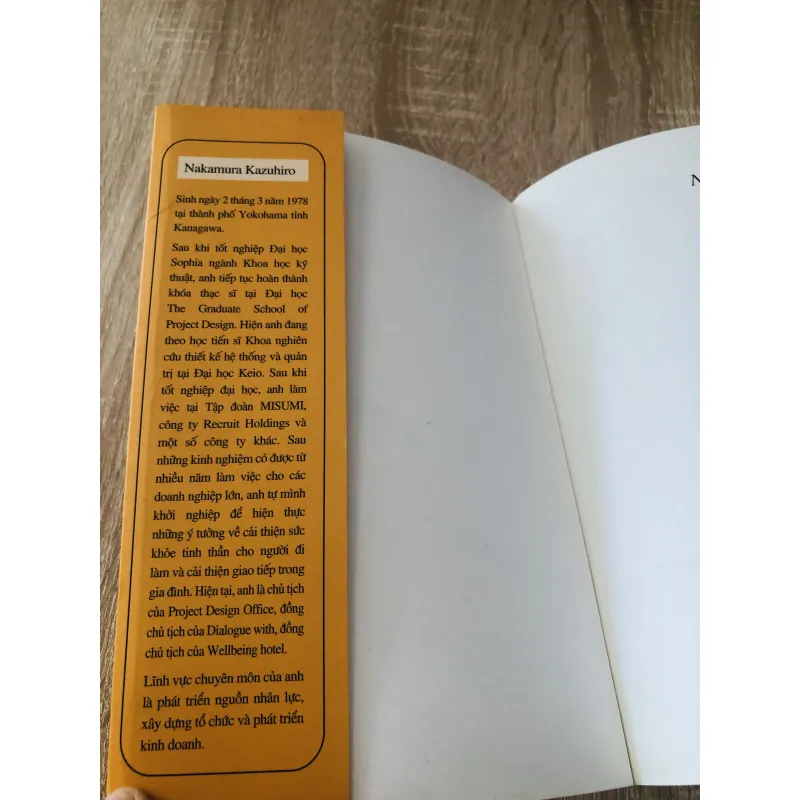 Nakamura Kazuhiro
Sinh ngày 2 tháng 3 năm 1978
tại thành phố Yokohama tỉnh
Kanagawa.
Sau khi tốt nghiệp Đại học
Sophia ngành Khoa học kỹ
thuật, anh tiếp tục hoàn thành
khóa thạc sĩ tại Đại học
The Graduate School of
Project Design. Hiện anh đang
theo học tiến sĩ Khoa nghiên
cứu thiết kế hệ thống và quản
trị tại Đại học Keio. Sau khi
tốt nghiệp đại học, anh làm
việc tại Tập đoàn MISUMI,
công ty Recruit Holdings và
một số công ty khác. Sau
những kinh nghiệm có được từ
nhiều năm làm việc cho các
doanh nghiệp lớn, anh tự mình
khởi nghiệp để hiện thực
những ý tưởng về cải thiện sức
khỏe tinh thần cho người đi
làm và cải thiện giao tiếp trong
gia đình. Hiện tại, anh là chủ tịch
của Project Design Office, đồng
chủ tịch của Dialogue with, đồng
chủ tịch của Wellbeing hotel.
Lĩnh vực chuyên môn của anh
là phát triển nguồn nhân lực,
xây dựng tổ chức và phát triển
kinh doanh.
N